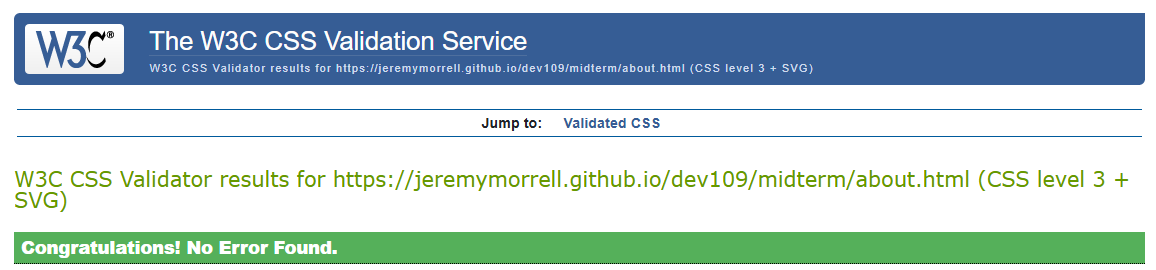 W3C®
The W3C CSS Validation Service
W3C CSS Validator results for https://jeremymorrell.github.io/dev109/midterm/about.html (CSS level 3 + SVG)
Jump to: Validated CSS
W3C CSS Validator results for https://jeremymorrell.github.io/dev109/midterm/about.html (CSS level 3 +
SVG)
Congratulations! No Error Found.